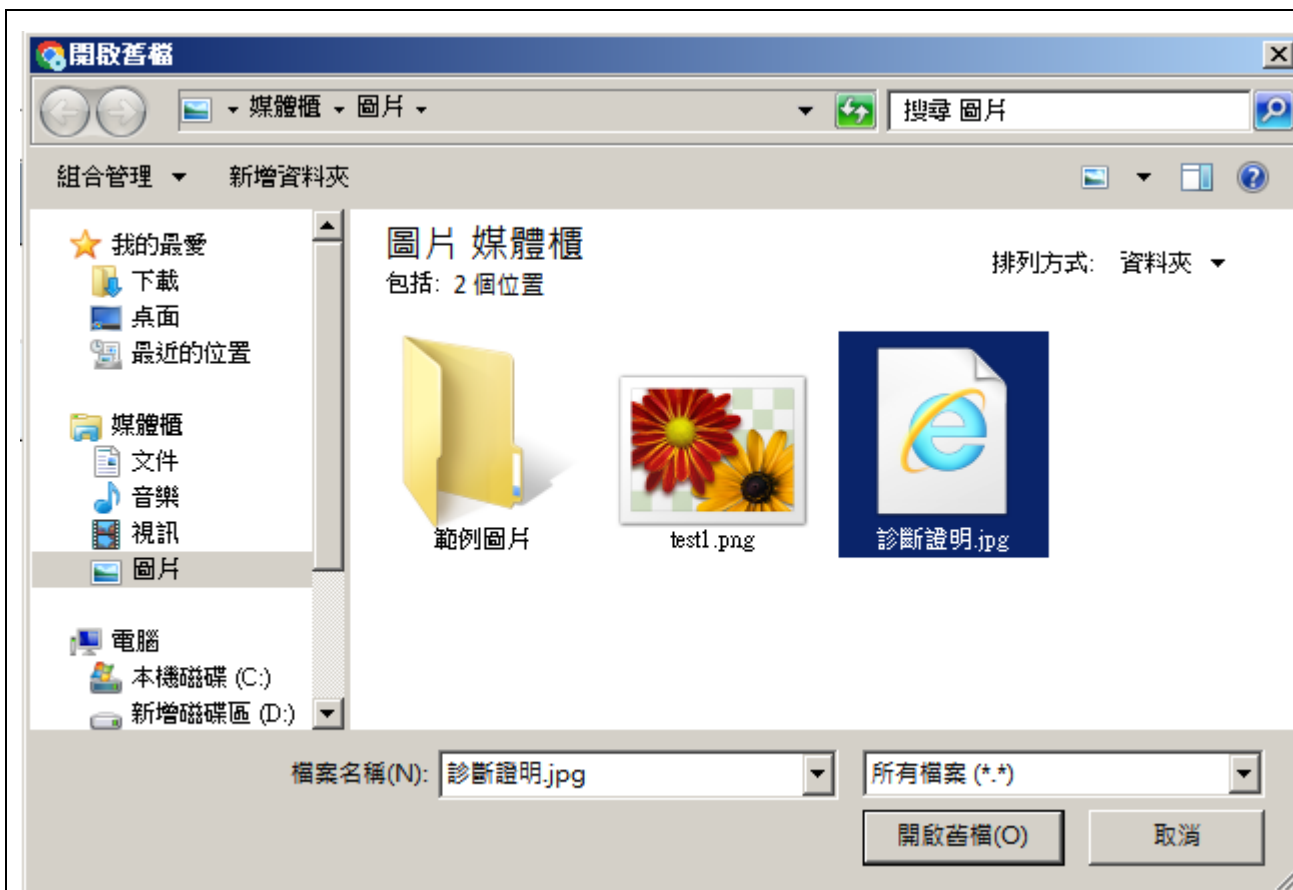 開啟舊檔
媒體櫃 圖片
搜尋 圖片
組合管理 新增資料夾
我的最愛
下載
桌面
最近的位置
媒體櫃
文件
音樂
視訊
圖片
電腦
本機磁碟 (C:)
新增磁碟區 (D:)
圖片 媒體櫃
包括: 2 個位置
排列方式: 資料夾
範例圖片
test1.png
診斷證明.jpg
檔案名稱(N): 診斷證明.jpg
所有檔案 (*.*)
開啟舊檔(O) 取消